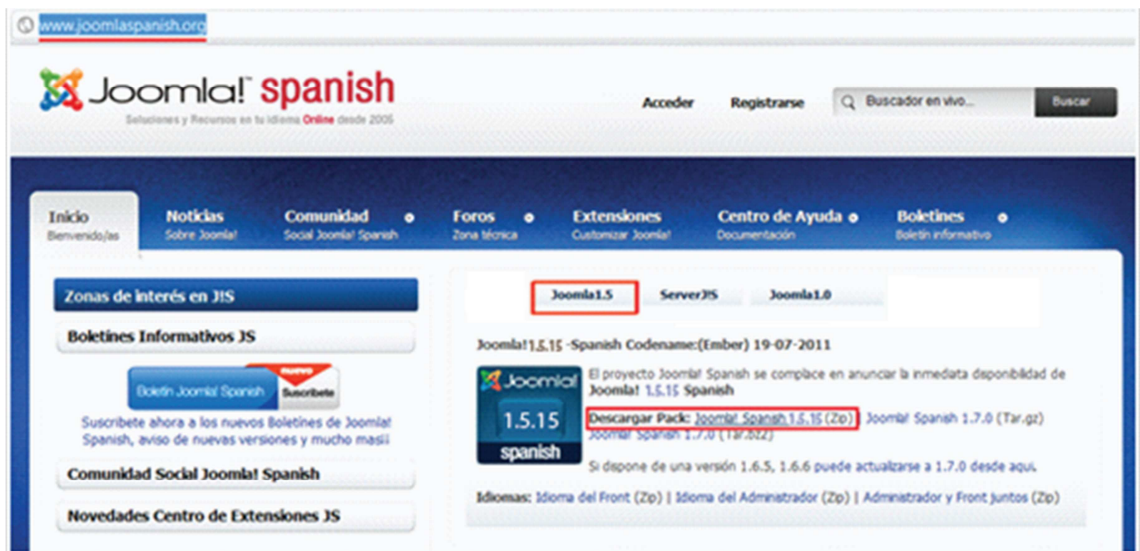 www.joomlaspanish.org
Joomla!™ spanish
Soluciones y Recursos en tu idioma Online desde 2005
Acceder
Registrarse
Buscador en vivo...
Buscar
Inicio
Bienvenido/as
Noticias
Sobre Joomla!
Comunidad
Social Joomla! Spanish
Foros
Zona técnica
Extensiones
Customizar Joomla!
Centro de Ayuda
Documentación
Boletines
Boletín informativo
Zonas de interés en J!S
Boletines Informativos JS
Boletín Joomla! Spanish
nuevo
Suscribete
Suscribete ahora a los nuevos Boletines de Joomla!
Spanish, aviso de nuevas versiones y mucho mas¡¡
Comunidad Social Joomla! Spanish
Novedades Centro de Extensiones JS
Joomla1.5
ServerJ!S
Joomla1.0
Joomla!1.5.15 -Spanish Codename:(Ember) 19-07-2011
Joomla!
1.5.15
spanish
El proyecto Joomla! Spanish se complace en anunciar la inmediata disponibilidad de
Joomla! 1.5.15 Spanish
Descargar Pack: Joomla! Spanish 1.5.15 (Zip) | Joomla! Spanish 1.7.0 (Tar.gz)
Joomla! Spanish 1.7.0 (Tar.bz2)
Si dispone de una versión 1.6.5, 1.6.6 puede actualizarse a 1.7.0 desde aqui.
Idiomas: Idioma del Front (Zip) | Idioma del Administrador (Zip) | Administrador y Front juntos (Zip)